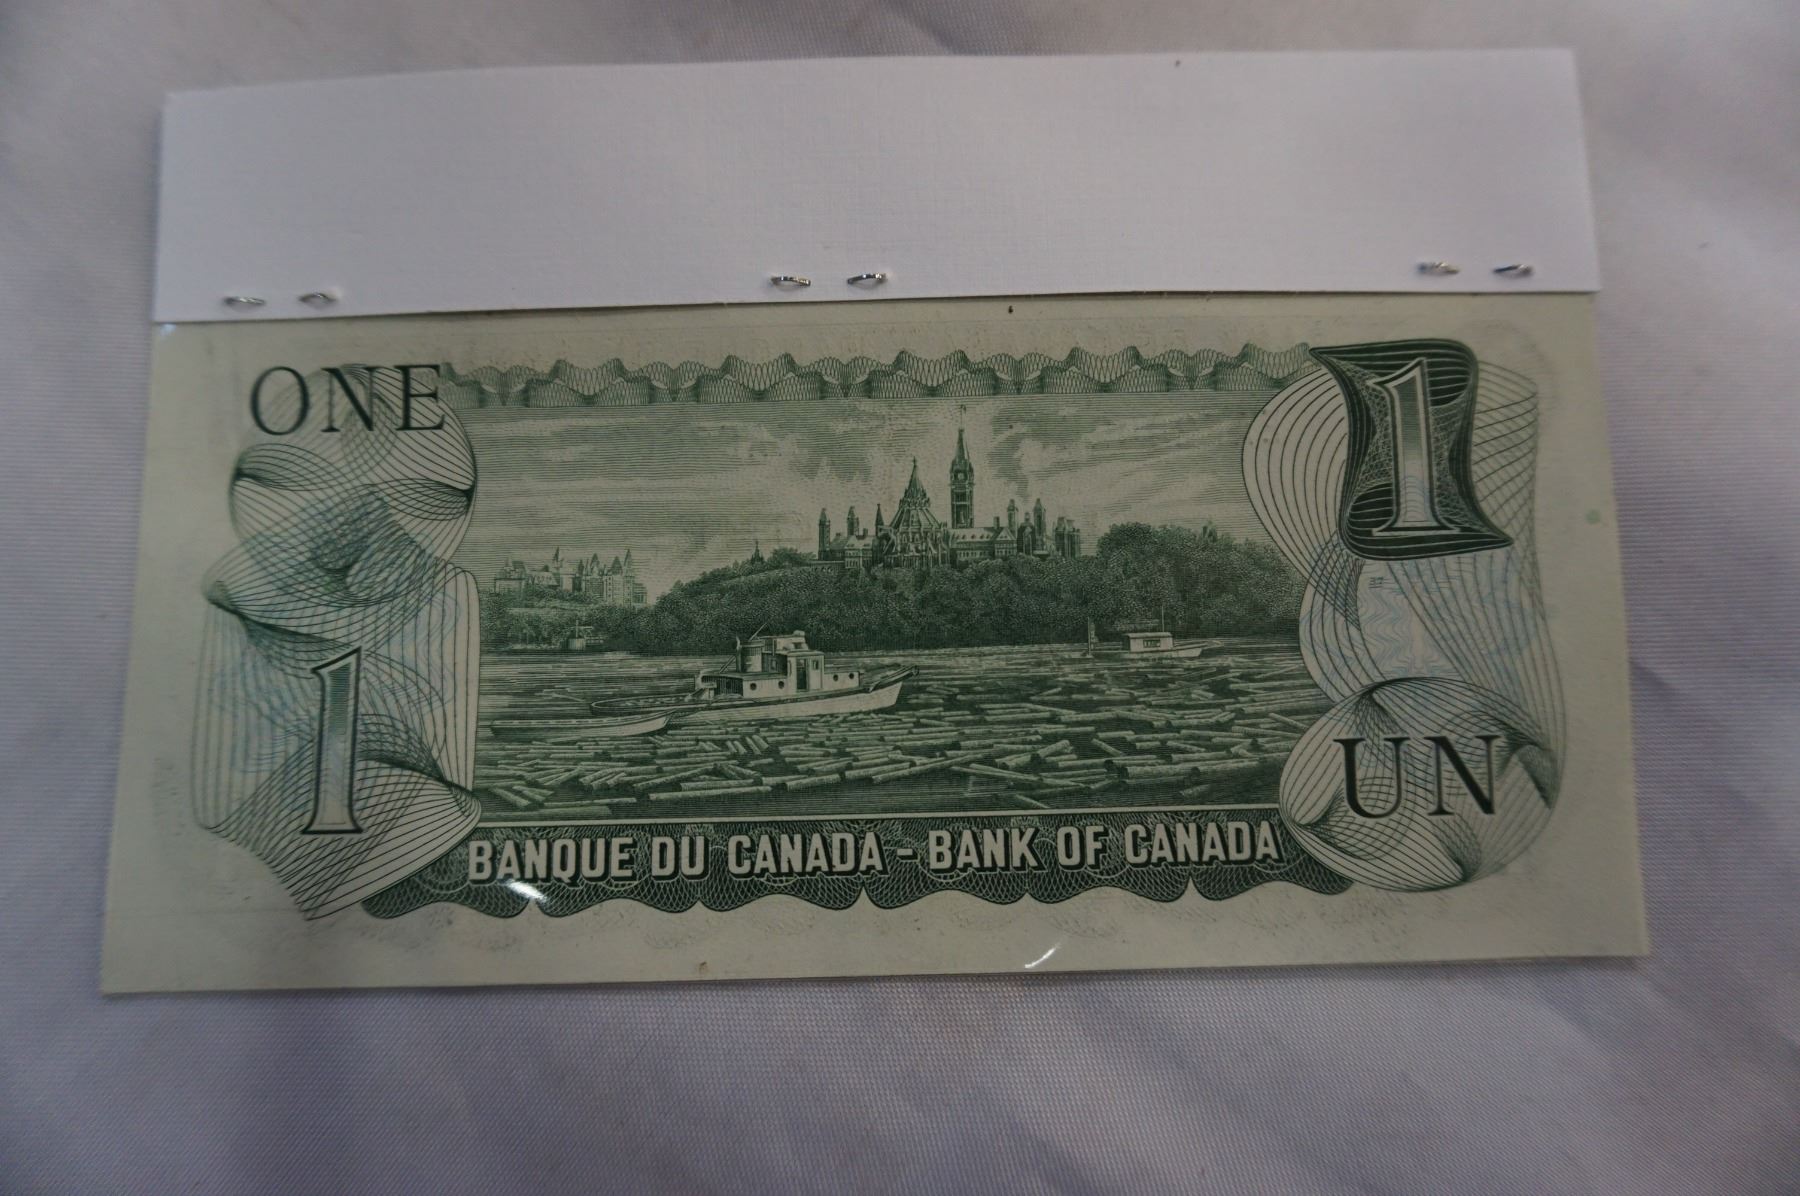 ONE
1
1
UN
BANQUE DU CANADA - BANK OF CANADA